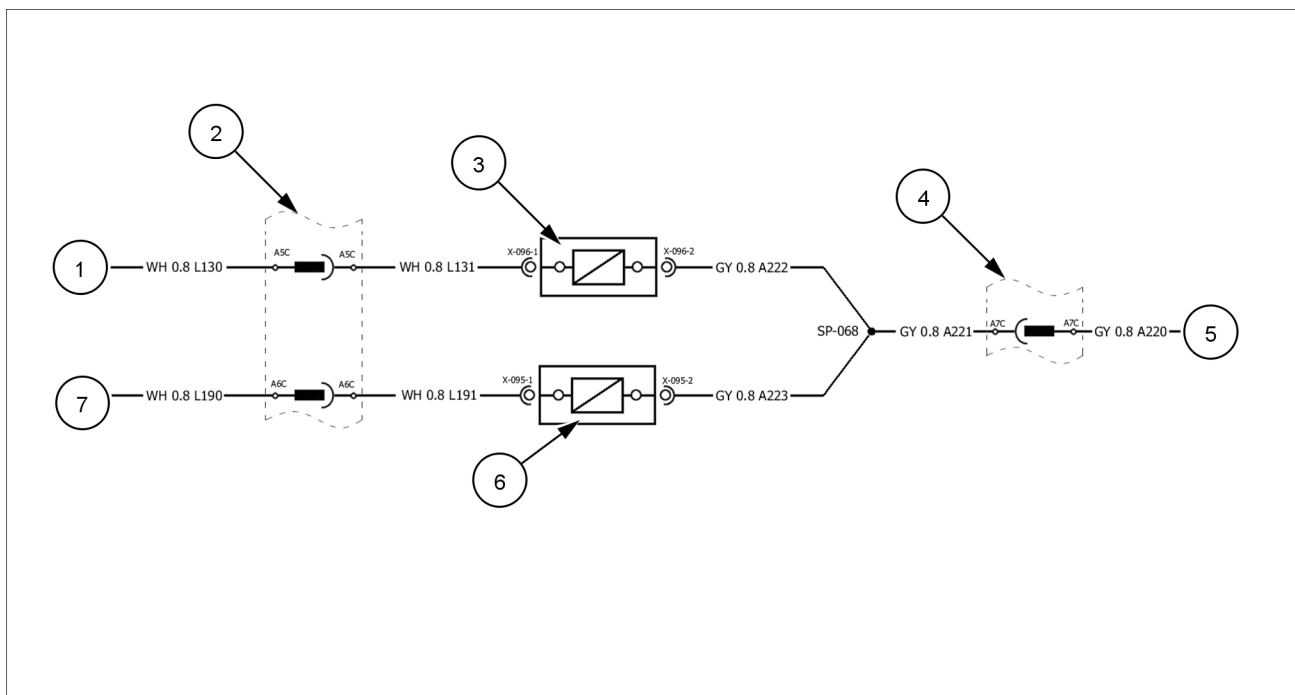 2
3
4
A5C A5C X-096-1 X-096-2
1 WH 0.8 L130 WH 0.8 L131 GY 0.8 A222
SP-068 GY 0.8 A221 A7C A7C GY 0.8 A220 5
A6C A6C X-095-1 X-095-2
7 WH 0.8 L190 WH 0.8 L191 GY 0.8 A223
6